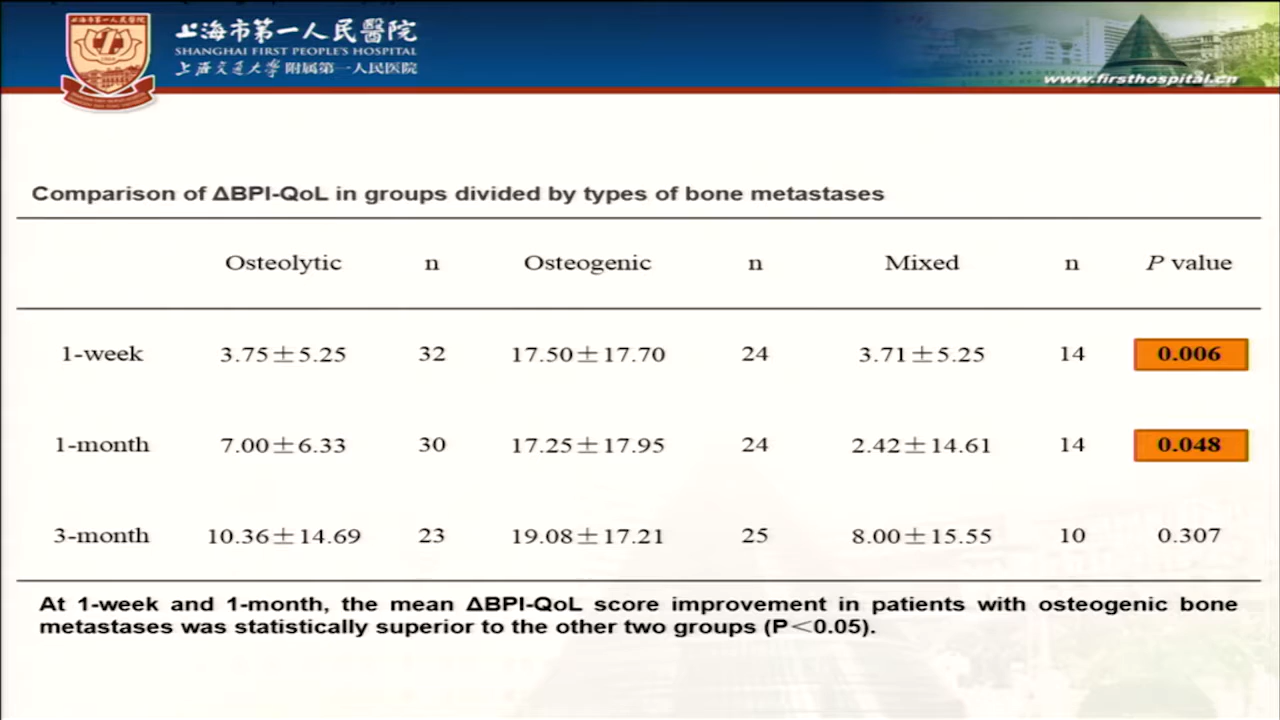 上海市第一人民醫院
SHANGHAI FIRST PEOPLE'S HOSPITAL
上海交通大学附属第一人民医院
www.firsthospital.cn
Comparison of ΔBPI-QoL in groups divided by types of bone metastases
Osteolytic n Osteogenic n Mixed n P value
1-week 3.75±5.25 32 17.50±17.70 24 3.71±5.25 14 0.006
1-month 7.00±6.33 30 17.25±17.95 24 2.42±14.61 14 0.048
3-month 10.36±14.69 23 19.08±17.21 25 8.00±15.55 10 0.307
At 1-week and 1-month, the mean ΔBPI-QoL score improvement in patients with osteogenic bone
metastases was statistically superior to the other two groups (P＜0.05).